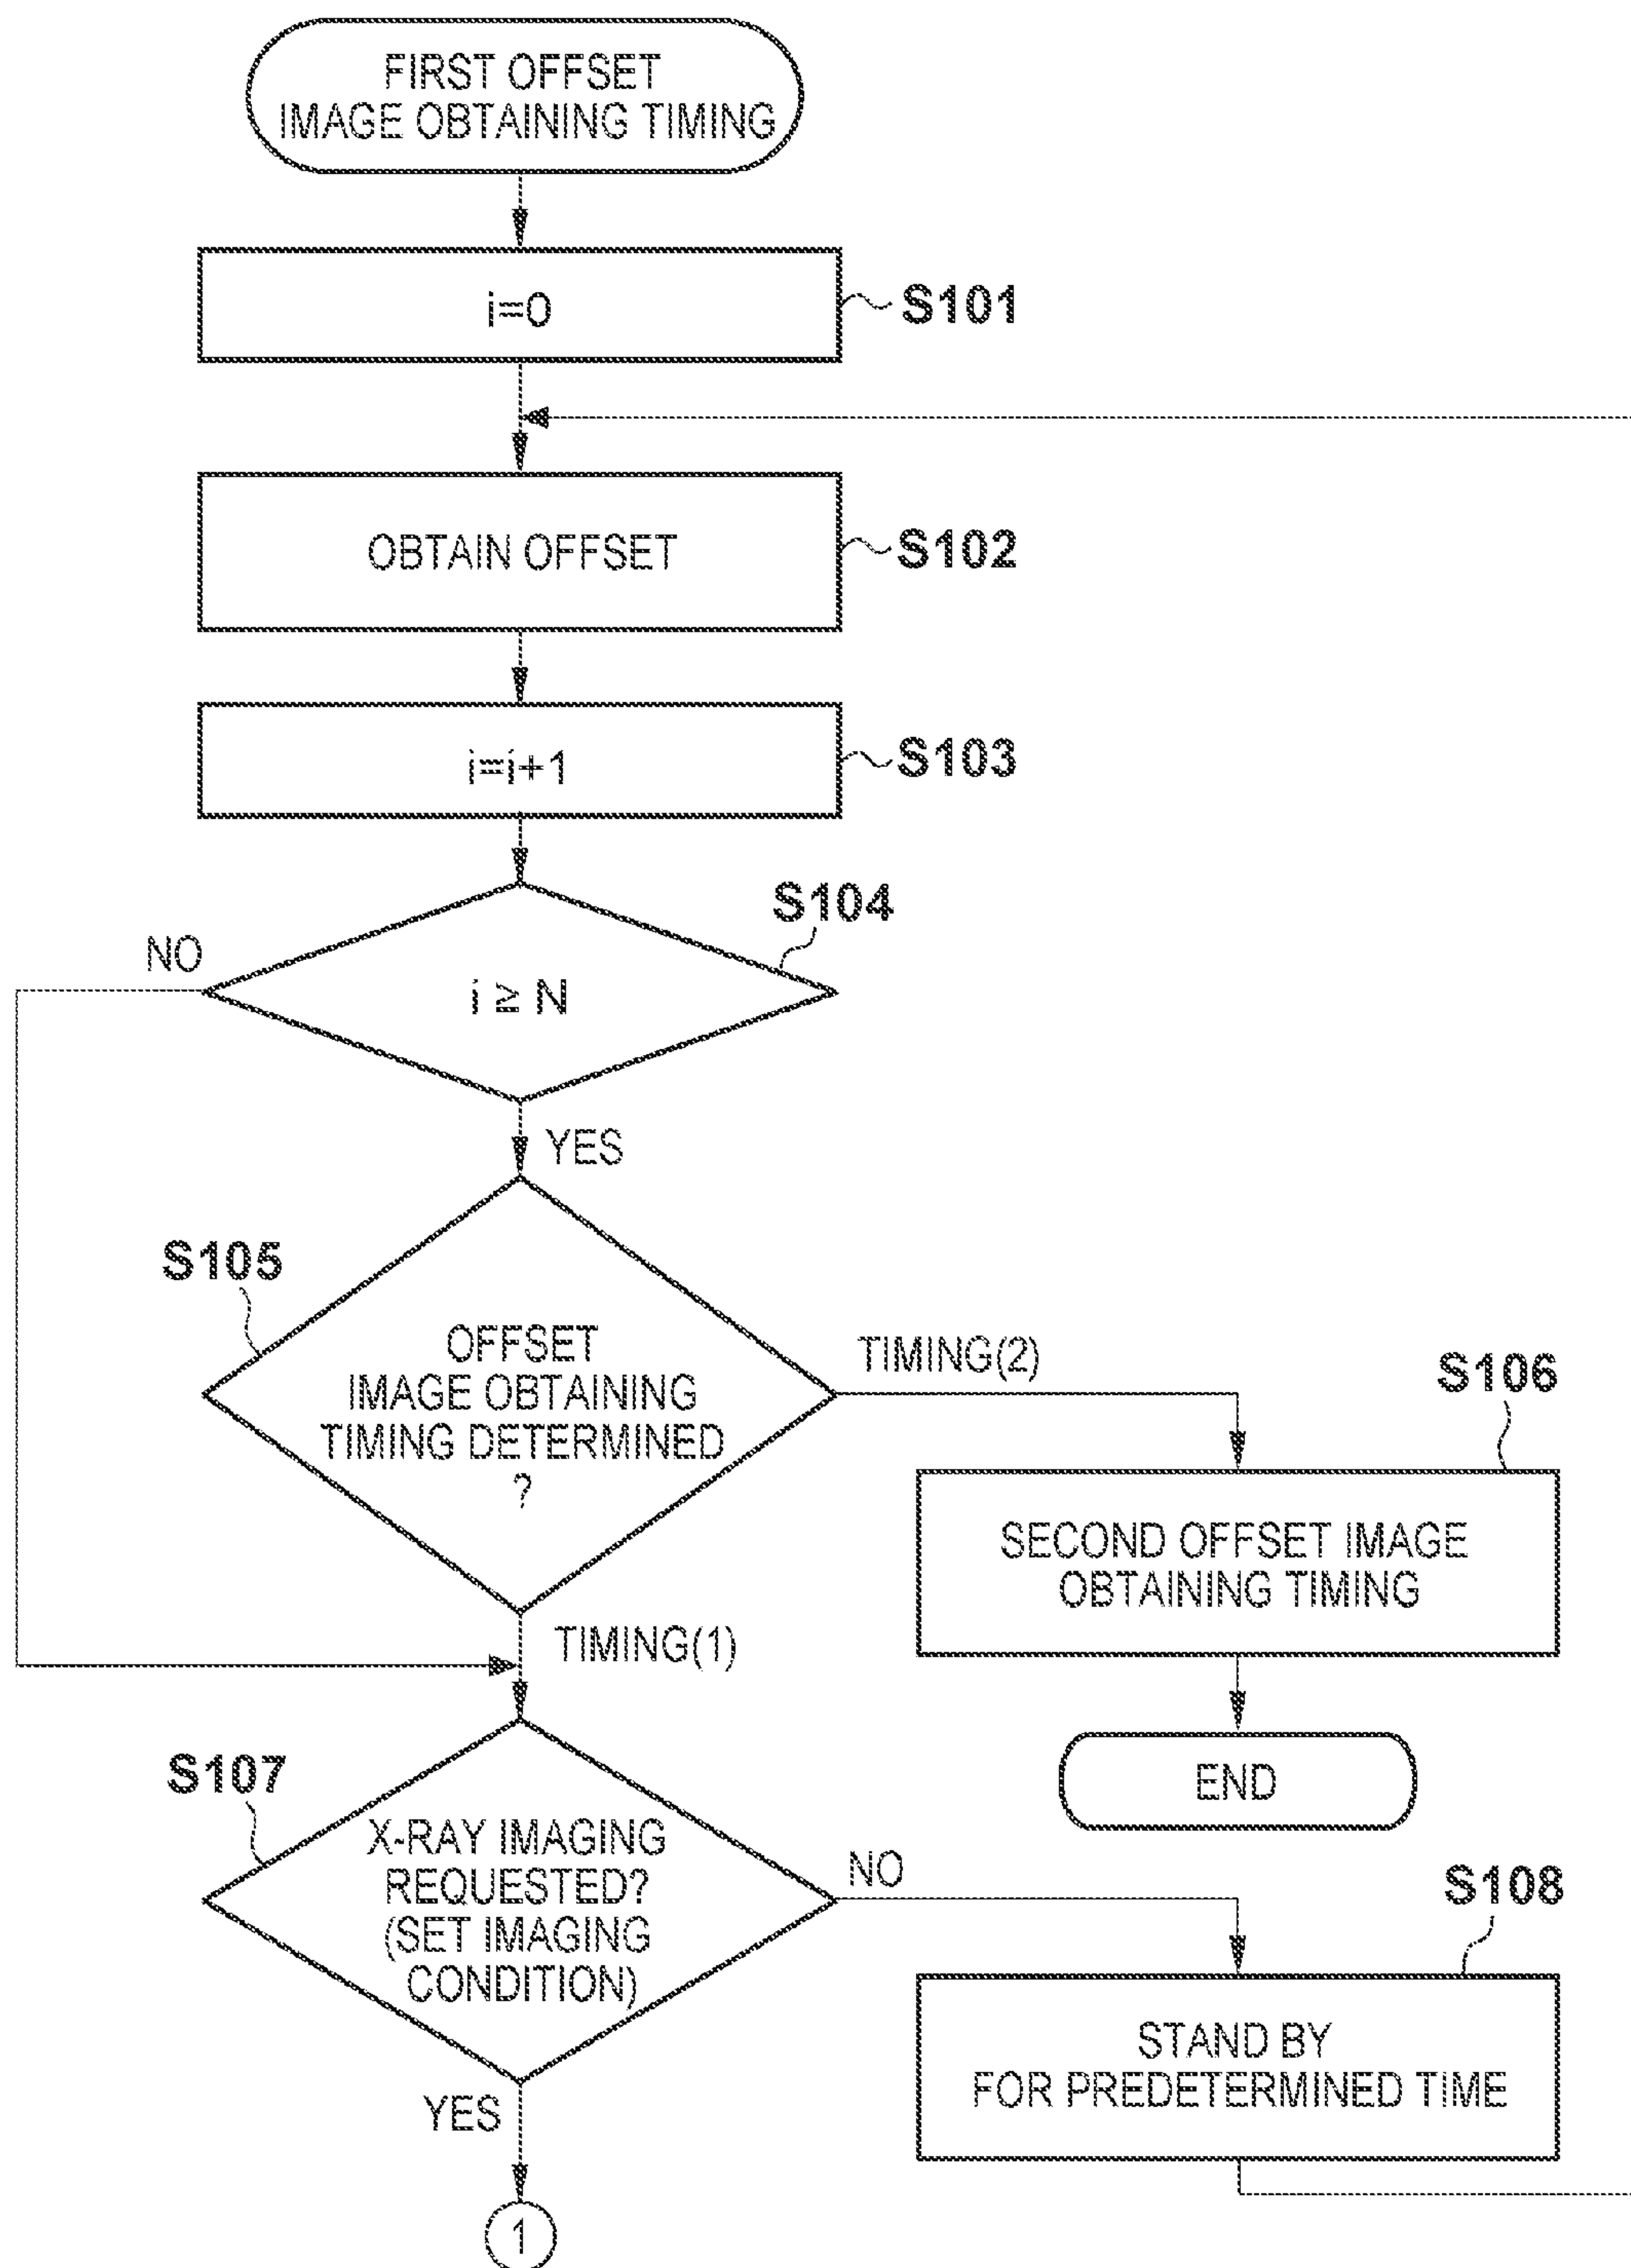 FIRST OFFSET
IMAGE OBTAINING TIMING
i=0
S101
OBTAIN OFFSET
S102
i=i+1
S103
S104
NO
i ≥ N
YES
S105
OFFSET
IMAGE OBTAINING
TIMING DETERMINED
?
TIMING(2)
S106
SECOND OFFSET IMAGE
OBTAINING TIMING
TIMING(1)
END
S107
X-RAY IMAGING
REQUESTED?
(SET IMAGING
CONDITION)
NO
S108
STAND BY
FOR PREDETERMINED TIME
YES
1